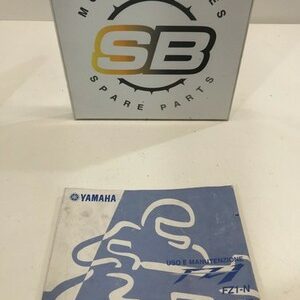 SB
SPARE PARTS
YAMAHA
USO E MANUTENZIONE
FZ1
FZ1-N